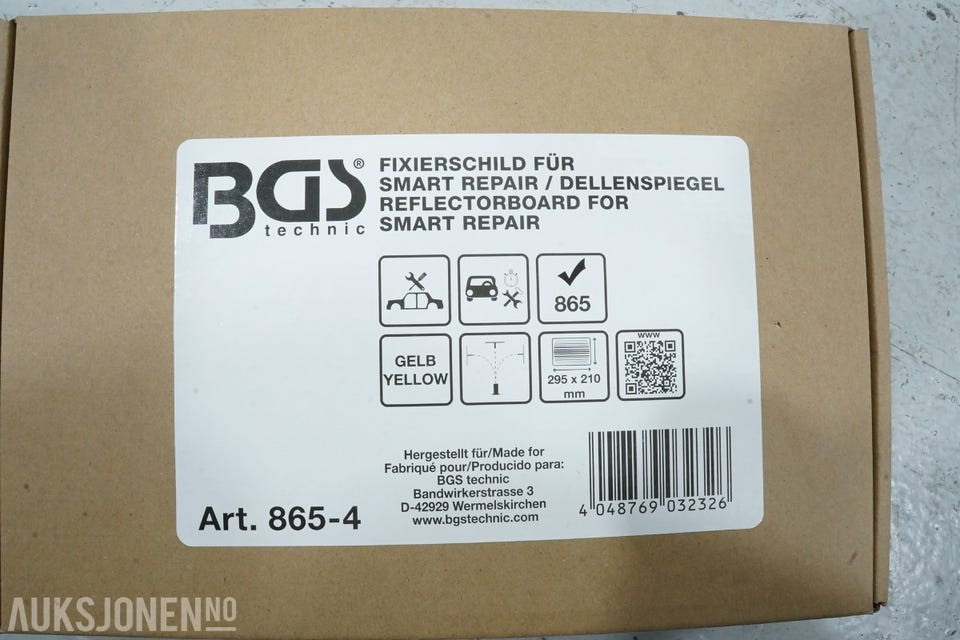 BGS®
technic
FIXIERSCHILD FÜR
SMART REPAIR / DELLENSPIEGEL
REFLECTORBOARD FOR
SMART REPAIR
865
GELB
YELLOW
295 x 210
mm
WWW
Hergestellt für/Made for
Fabriqué pour/Producido para:
BGS technic
Bandwirkerstrasse 3
D-42929 Wermelskirchen
www.bgstechnic.com
Art. 865-4
4 048769 032326
AUKSJONEN NO